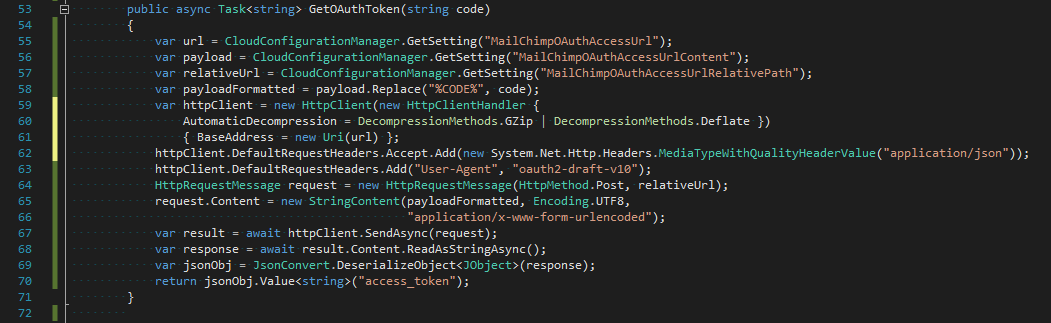 53 public async Task<string> GetOAuthToken(string code)
54 {
55 var url = CloudConfigurationManager.GetSetting("MailChimpOAuthAccessUrl");
56 var payload = CloudConfigurationManager.GetSetting("MailChimpOAuthAccessUrlContent");
57 var relativeUrl = CloudConfigurationManager.GetSetting("MailChimpOAuthAccessUrlRelativePath");
58 var payloadFormatted = payload.Replace("%CODE%", code);
59 var httpClient = new HttpClient(new HttpClientHandler {
60 AutomaticDecompression = DecompressionMethods.GZip | DecompressionMethods.Deflate })
61 { BaseAddress = new Uri(url) };
62 httpClient.DefaultRequestHeaders.Accept.Add(new System.Net.Http.Headers.MediaTypeWithQualityHeaderValue("application/json"));
63 httpClient.DefaultRequestHeaders.Add("User-Agent", "oauth2-draft-v10");
64 HttpRequestMessage request = new HttpRequestMessage(HttpMethod.Post, relativeUrl);
65 request.Content = new StringContent(payloadFormatted, Encoding.UTF8,
66 "application/x-www-form-urlencoded");
67 var result = await httpClient.SendAsync(request);
68 var response = await result.Content.ReadAsStringAsync();
69 var jsonObj = JsonConvert.DeserializeObject<JObject>(response);
70 return jsonObj.Value<string>("access_token");
71 }
72